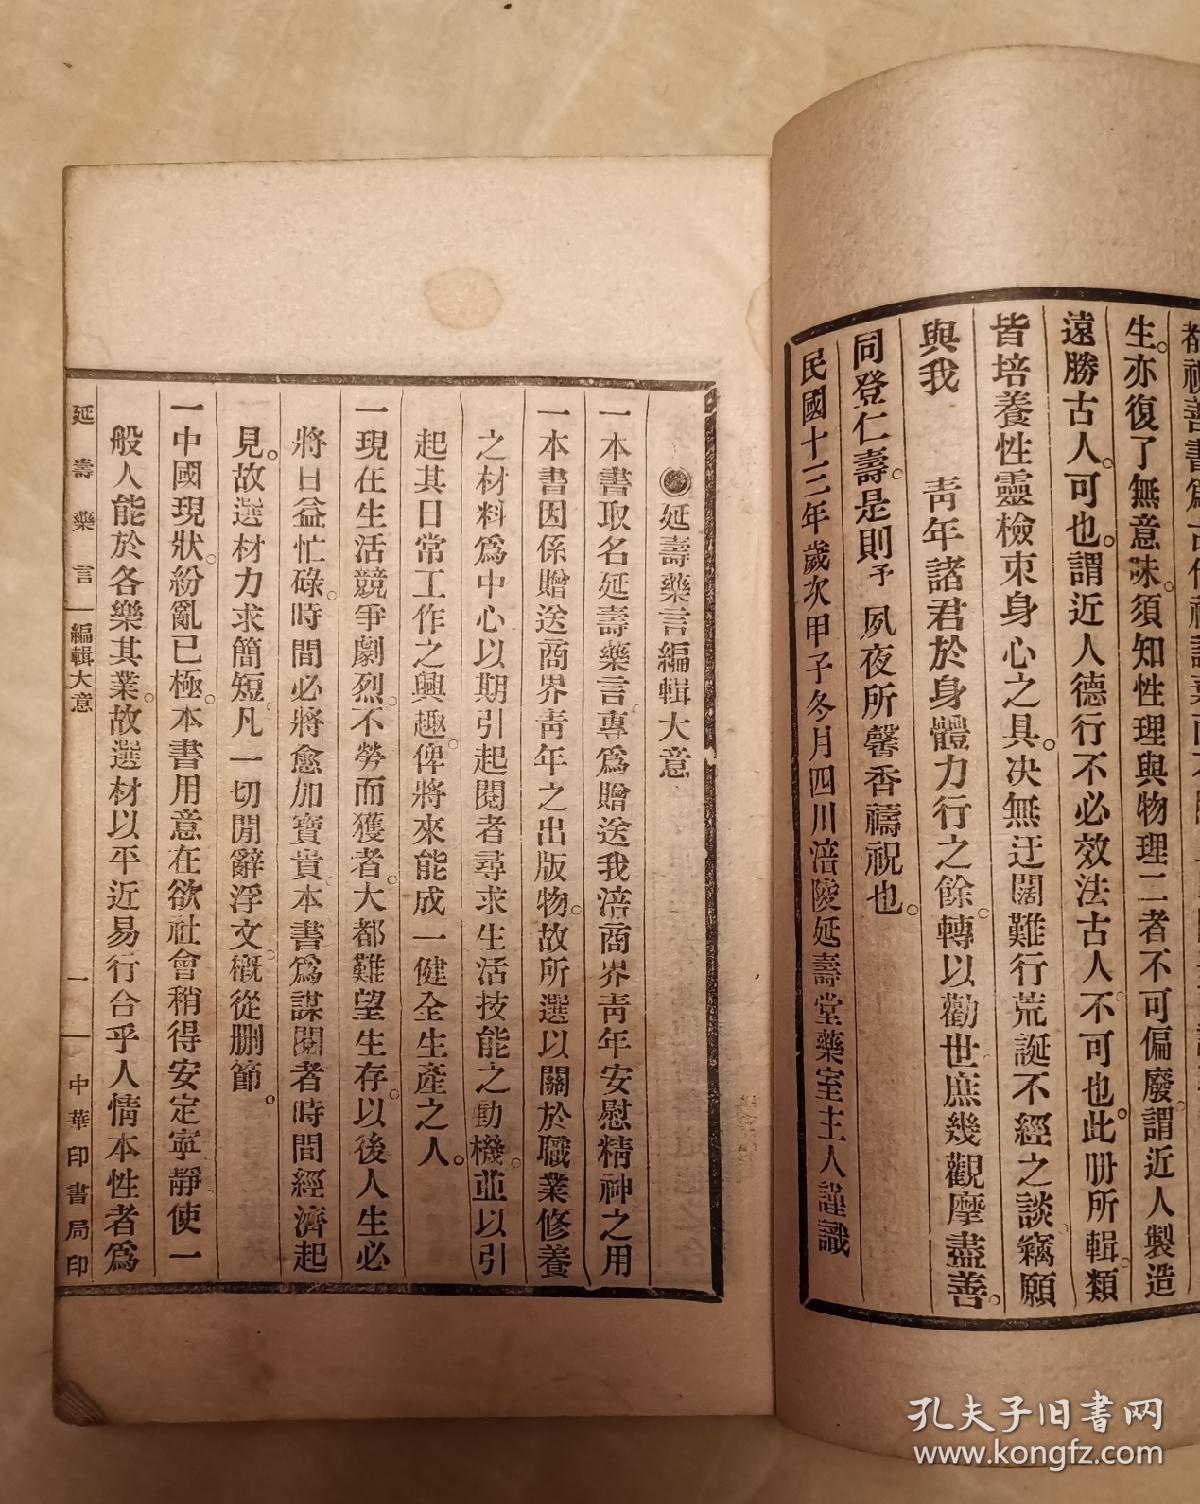 生。亦復了無意味。須知性理與物理二者不可偏廢。謂近人製造
遠勝古人。可也。謂近人德行不必效法古人。不可也。此册所輯。類
皆培養性靈檢束身心之具。決無迂闊難行荒誕不經之談。竊願
與我 青年諸君於身體力行之餘。轉以勸世庶幾觀摩盡善。
同登仁壽。是則予夙夜所馨香禱祝也。
民國十三年歲次甲子冬月四川涪陵延壽堂藥室主人謹識
延壽藥言編輯大意
一本書取名延壽藥言專爲贈送我涪商界靑年安慰精神之用
一本書因係贈送商界靑年之出版物。故所選以關於職業修養
之材料爲中心以期引起閱者尋求生活技能之動機。並以引
起其日常工作之興趣。俾將來能成一健全生產之人。
一現在生活競爭劇烈。不勞而獲者。大都難望生存。以後人生必
將日益忙碌。時間必將愈加寶貴本書爲謀閱者時間經濟起
見。故選材力求簡短。凡一切閒辭浮文。槪從删節。
一中國現狀。紛亂已極。本書用意在欲社會稍得安定寧靜使一
般人能於各樂其業。故選材以平近易行合乎人情本性者爲
延壽藥言 編輯大意 一 中華印書局印
孔夫子旧書网
www.kongfz.com